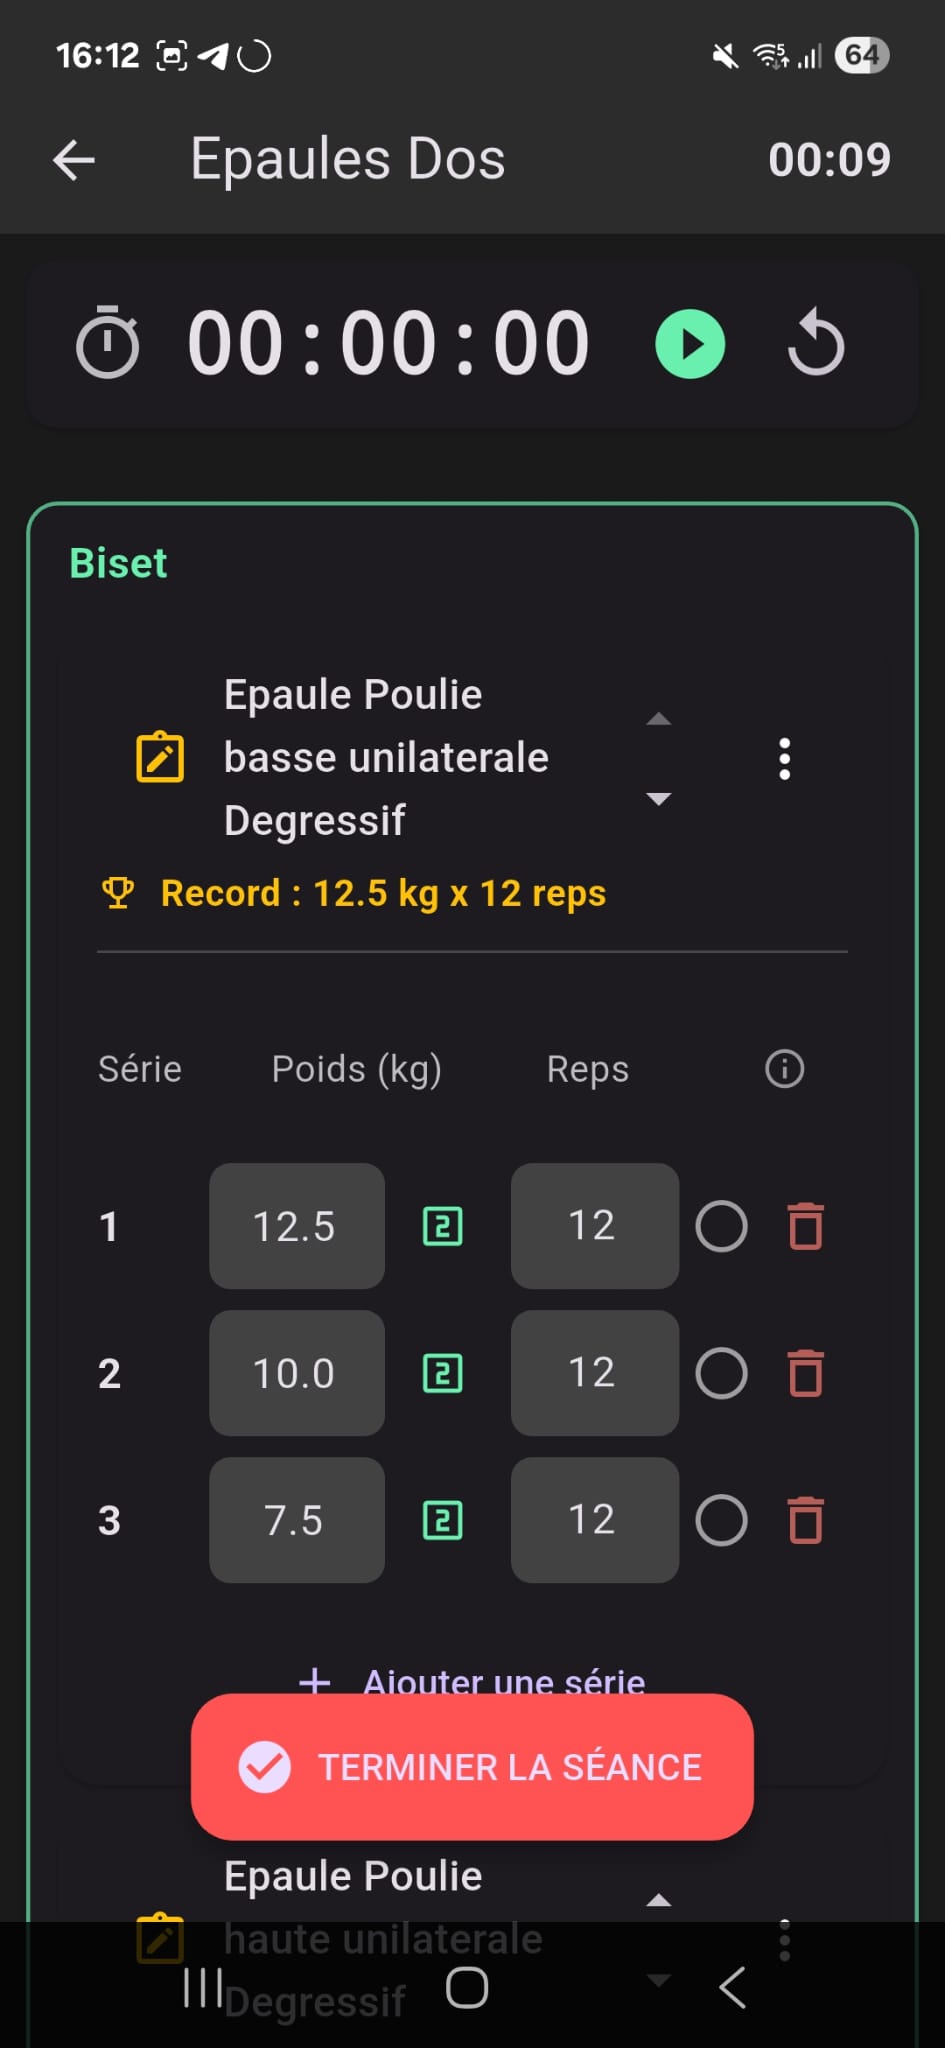 16:12
5
64
Epaules Dos
00:09
00:00:00
Biset
Epaule Poulie
basse unilaterale
Degressif
Record : 12.5 kg x 12 reps
Série Poids (kg) Reps
1 12.5 2 12
2 10.0 2 12
3 7.5 2 12
+ Ajouter une série
TERMINER LA SÉANCE
Epaule Poulie
haute unilaterale
Degressif